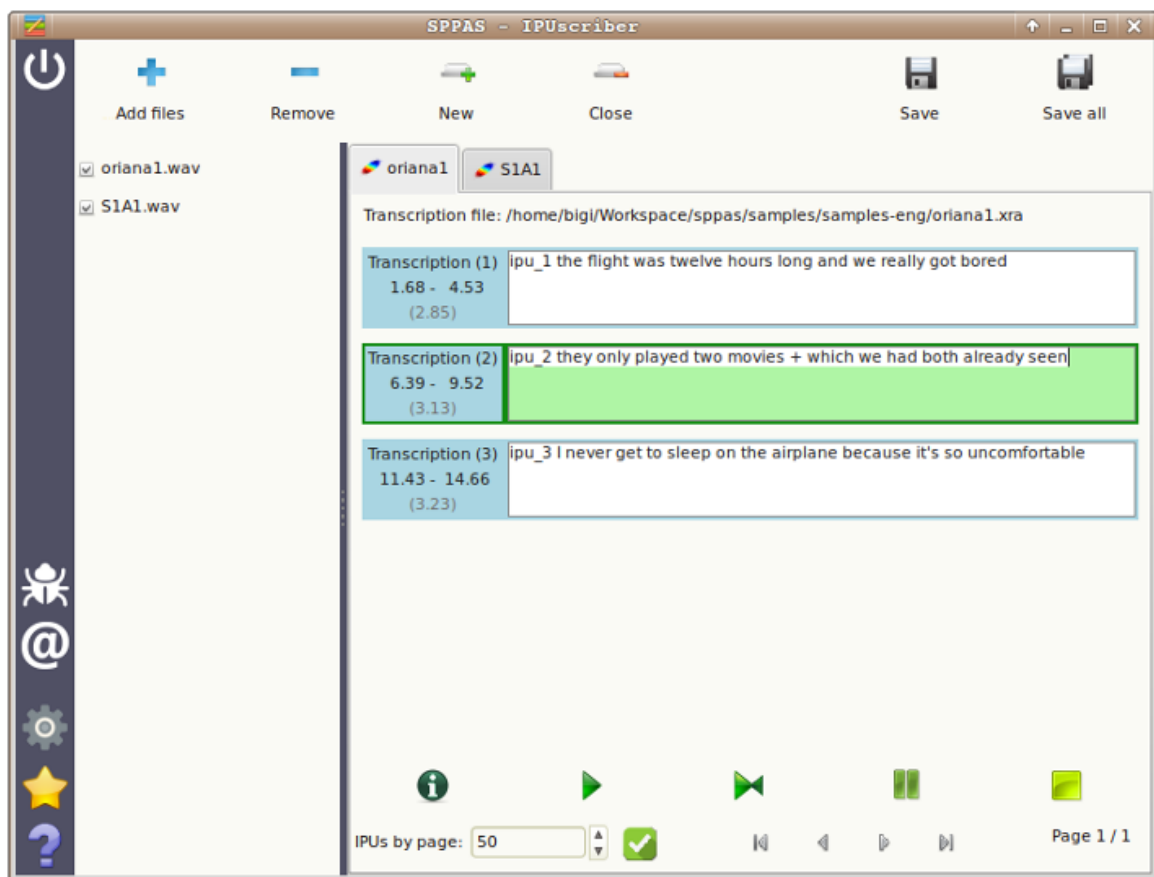 SPPAS - IPUscriber
Add files
Remove
New
Close
Save
Save all
oriana1.wav
S1A1.wav
oriana1
S1A1
Transcription file: /home/bigi/Workspace/sppas/samples/samples-eng/oriana1.xra
Transcription (1)
1.68 - 4.53
(2.85)
ipu_1 the flight was twelve hours long and we really got bored
Transcription (2)
6.39 - 9.52
(3.13)
ipu_2 they only played two movies + which we had both already seen
Transcription (3)
11.43 - 14.66
(3.23)
ipu_3 I never get to sleep on the airplane because it's so uncomfortable
@
?
IPUs by page: 50
Page 1 / 1